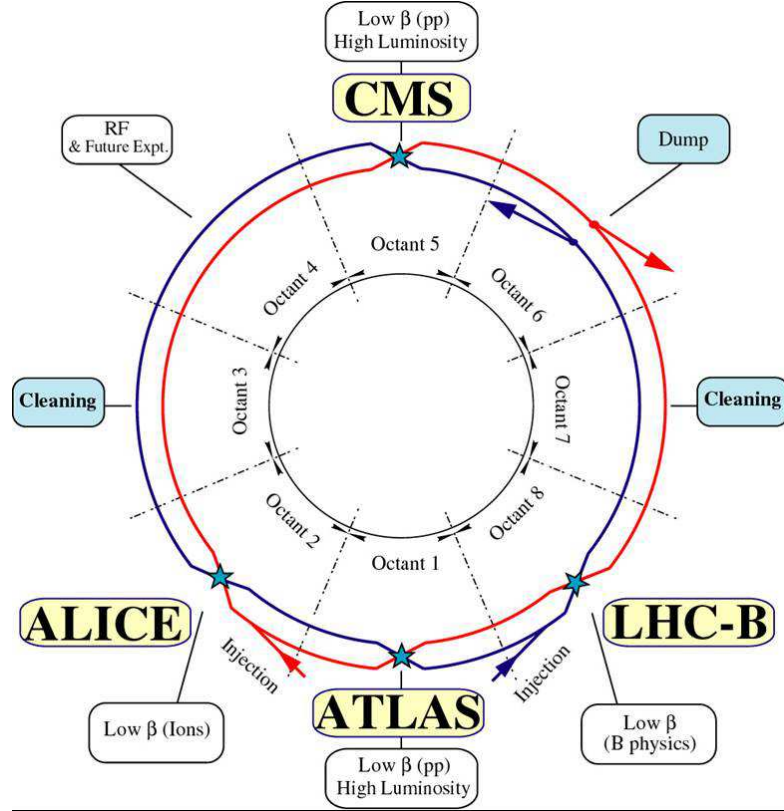 Low β (pp)
High Luminosity
CMS
RF
& Future Expt.
Dump
Octant 5
Octant 4
Octant 6
Cleaning
Octant 3
Octant 7
Cleaning
Octant 2
Octant 8
Octant 1
ALICE
LHC-B
Injection
Injection
ATLAS
Low β (Ions)
Low β
(B physics)
Low β (pp)
High Luminosity